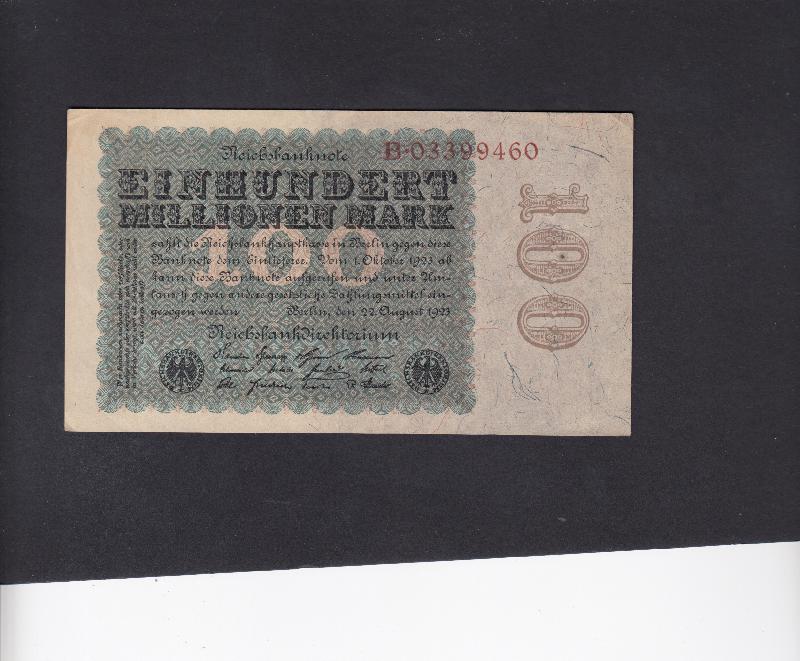 Reichsbanknote
H·03399460
EINHUNDERT
MILLIONEN MARK
100
zahlt die Reichsbankhauptkasse in Berlin gegen diese
Banknote dem Einlieferer. Vom 1. Oktober 1923 ab
kann diese Banknote aufgerufen und unter Um-
tausch gegen andere gesetzliche Zahlungsmittel ein-
gezogen werden
Berlin, den 22. August 1923
Reichsbankdirektorium
100